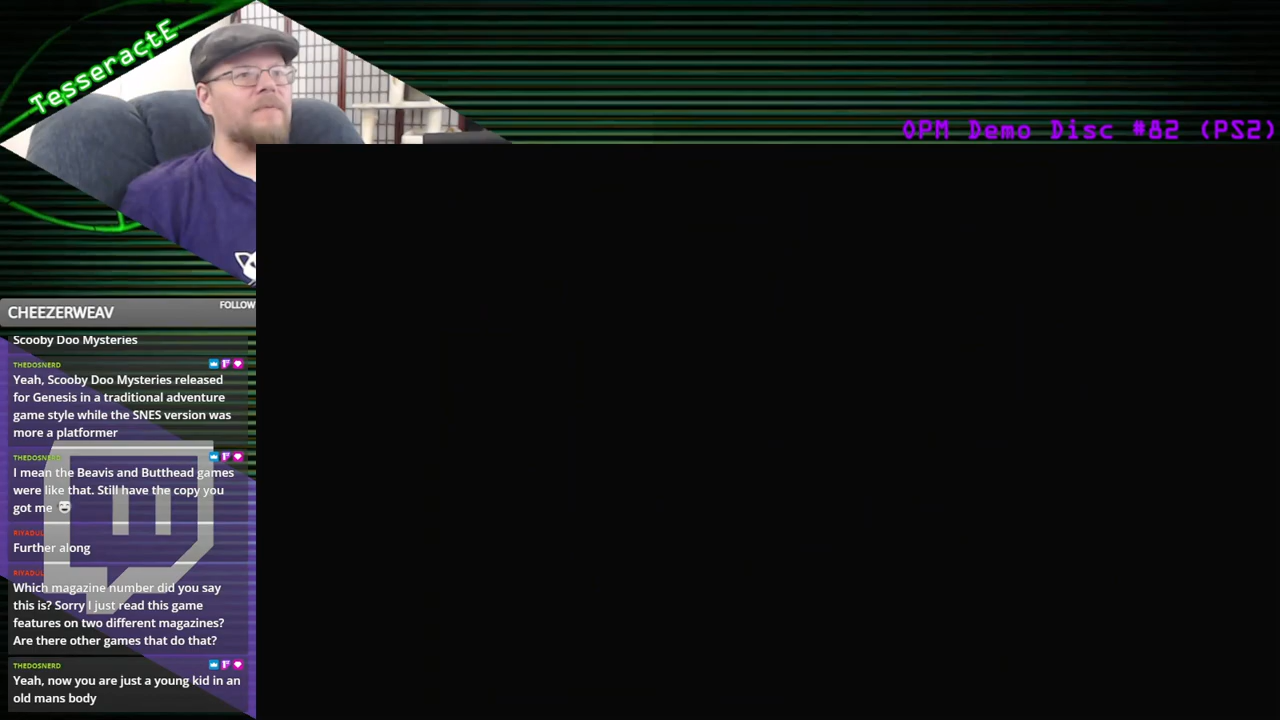 TesseractE
OPM Demo Disc #82 (PS2)
CHEEZERWEAV
FOLLOW
Scooby Doo Mysteries
THEDOSNERD
Yeah, Scooby Doo Mysteries released
for Genesis in a traditional adventure
game style while the SNES version was
more a platformer
THEDOSNERD
I mean the Beavis and Butthead games
were like that. Still have the copy you
got me
Further along
Which magazine number did you say
this is? Sorry I just read this game
features on two different magazines?
Are there other games that do that?
THEDOSNERD
Yeah, now you are just a young kid in an
old mans body